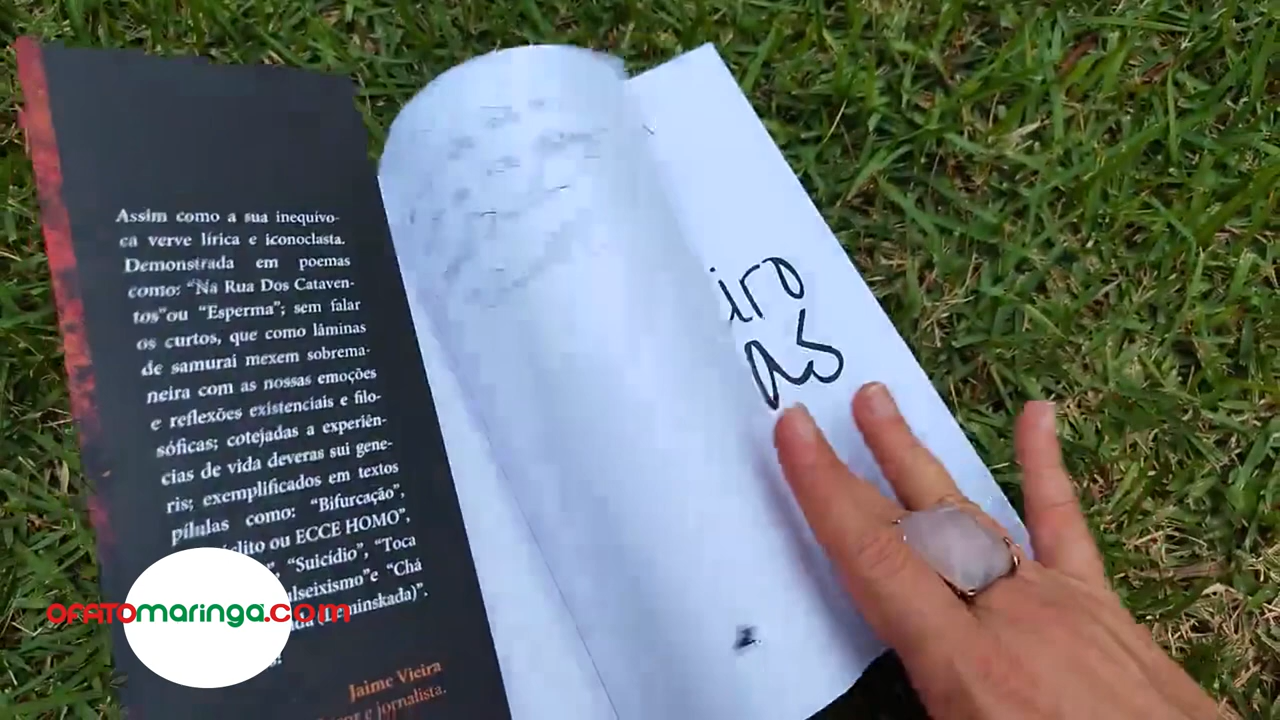 Assim como a sua inequívo-
ca verve lírica e iconoclasta.
Demonstrada em poemas
como: “Na Rua Dos Cataven-
tos”ou “Esperma”; sem falar
os curtos, que como lâminas
de samurai mexem sobrema-
neira com as nossas emoções
e reflexões existenciais e filo-
sóficas; cotejadas a experiên-
cias de vida deveras sui gene-
ris; exemplificados em textos
pílulas como: “Bifurcação”,
ou ECCE HOMO”,
“Suicídio”, “Toca
e “Chá
Jaime Vieira
e jornalista.
iro
as
OFATOmaringa.com